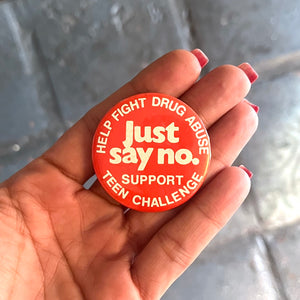 HELP FIGHT DRUG ABUSE
Just
say no.
SUPPORT
TEEN CHALLENGE